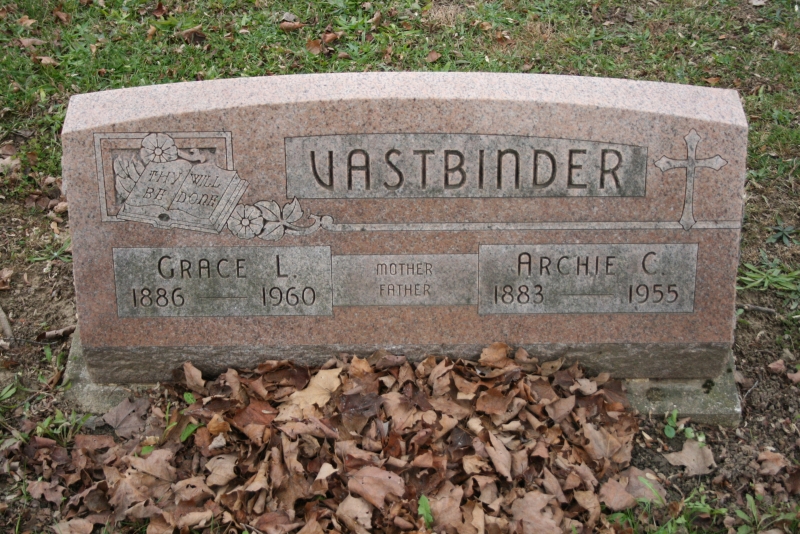 VASTBINDER
THY WILL
BE DONE
GRACE L.
1886 — 1960
MOTHER
FATHER
ARCHIE C.
1883 — 1955